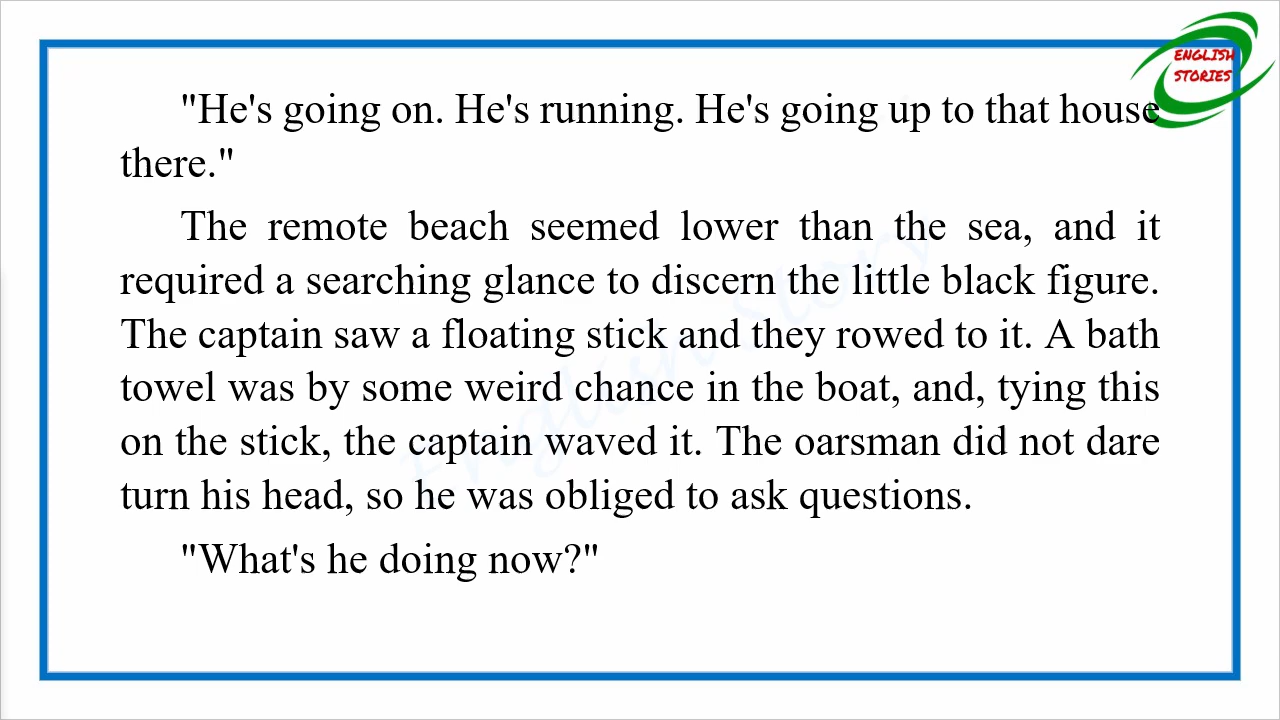 ENGLISH
STORIES
"He's going on. He's running. He's going up to that house
there."
The remote beach seemed lower than the sea, and it
required a searching glance to discern the little black figure.
The captain saw a floating stick and they rowed to it. A bath
towel was by some weird chance in the boat, and, tying this
on the stick, the captain waved it. The oarsman did not dare
turn his head, so he was obliged to ask questions.
"What's he doing now?"
English Story